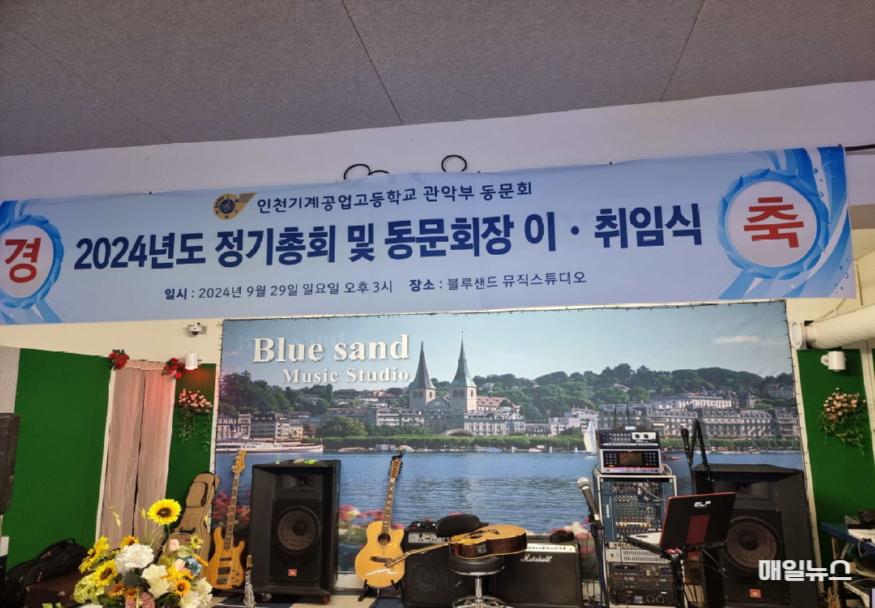 인천기계공업고등학교 관악부 동문회
경 2024년도 정기총회 및 동문회장 이 · 취임식 축
일시 : 2024년 9월 29일 일요일 오후 3시 장소 : 블루샌드 뮤직스튜디오
Blue sand
Music Studio
JBL
Marshall
매일뉴스